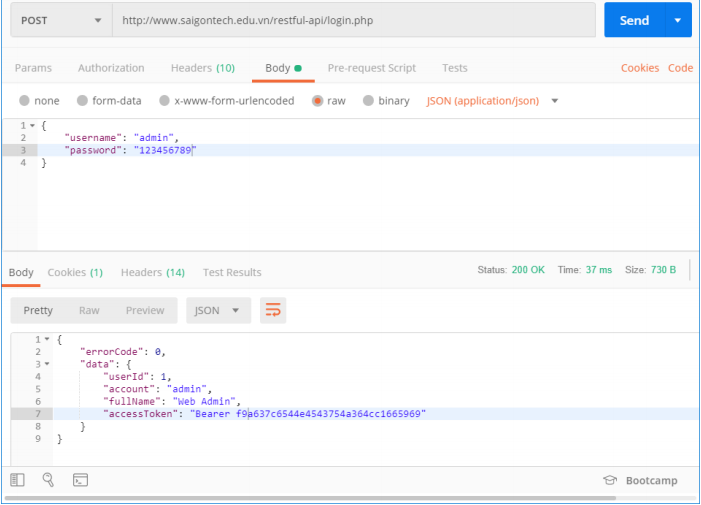 POST http://www.saigontech.edu.vn/restful-api/login.php Send
Params Authorization Headers (10) Body Pre-request Script Tests Cookies Code
none form-data x-www-form-urlencoded raw binary JSON (application/json)
1 {
2 "username": "admin",
3 "password": "123456789"
4 }
Body Cookies (1) Headers (14) Test Results Status: 200 OK Time: 37 ms Size: 730 B
Pretty Raw Preview JSON
1 {
2 "errorCode": 0,
3 "data": {
4 "userId": 1,
5 "account": "admin",
6 "fullName": "Web Admin",
7 "accessToken": "Bearer f9a637c6544e4543754a364cc1665969"
8 }
9 }
Bootcamp